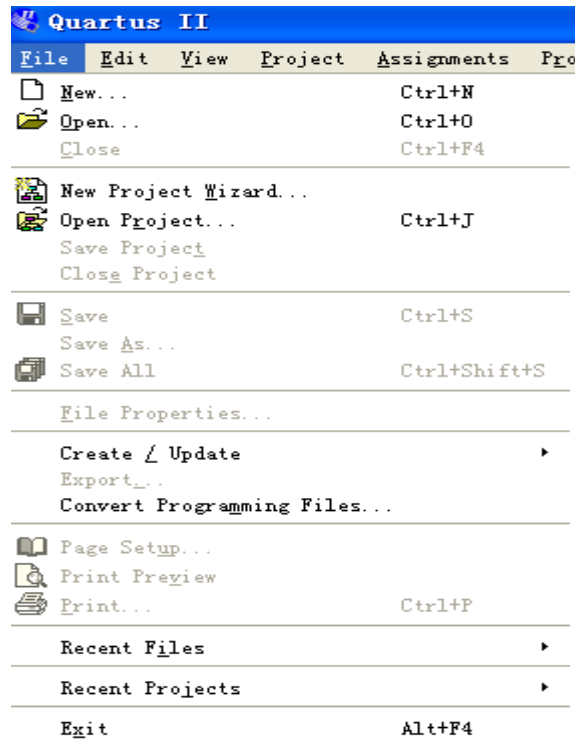 Quartus II
File Edit View Project Assignments Pro
New... Ctrl+N
Open... Ctrl+O
Close Ctrl+F4
New Project Wizard...
Open Project... Ctrl+J
Save Project
Close Project
Save Ctrl+S
Save As...
Save All Ctrl+Shift+S
File Properties...
Create / Update
Export...
Convert Programming Files...
Page Setup...
Print Preview
Print... Ctrl+P
Recent Files
Recent Projects
Exit Alt+F4